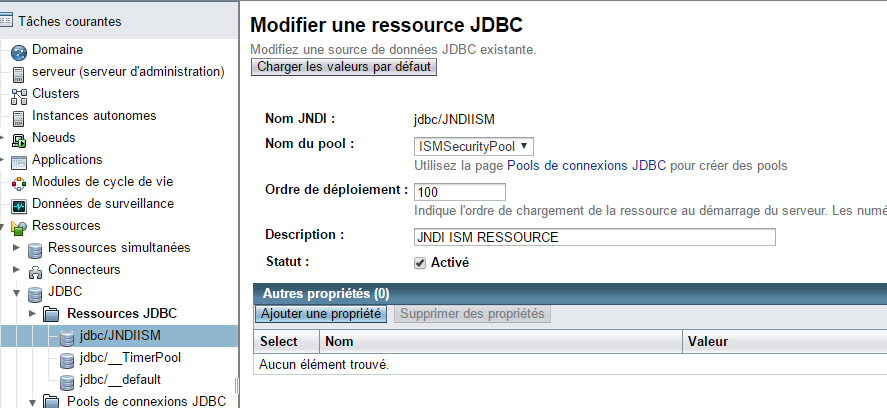 Tâches courantes
Domaine
serveur (serveur d'administration)
Clusters
Instances autonomes
Noeuds
Applications
Modules de cycle de vie
Données de surveillance
Ressources
Ressources simultanées
Connecteurs
JDBC
Ressources JDBC
jdbc/JNDIISM
jdbc/__TimerPool
jdbc/__default
Pools de connexions JDBC
Modifier une ressource JDBC
Modifiez une source de données JDBC existante.
Charger les valeurs par défaut
Nom JNDI : jdbc/JNDIISM
Nom du pool : ISMSecurityPool
Utilisez la page Pools de connexions JDBC pour créer des pools
Ordre de déploiement : 100
Indique l'ordre de chargement de la ressource au démarrage du serveur. Les numé
Description : JNDI ISM RESSOURCE
Statut : Activé
Autres propriétés (0)
Ajouter une propriété Supprimer des propriétés
Select Nom Valeur
Aucun élément trouvé.